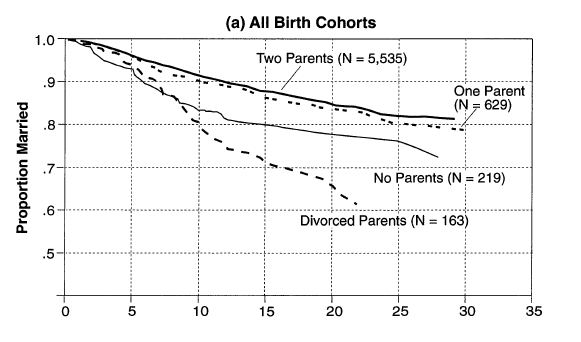 (a) All Birth Cohorts
Proportion Married
1.0
.9
.8
.7
.6
.5
Two Parents (N = 5,535)
One Parent
(N = 629)
No Parents (N = 219)
Divorced Parents (N = 163)
0 5 10 15 20 25 30 35